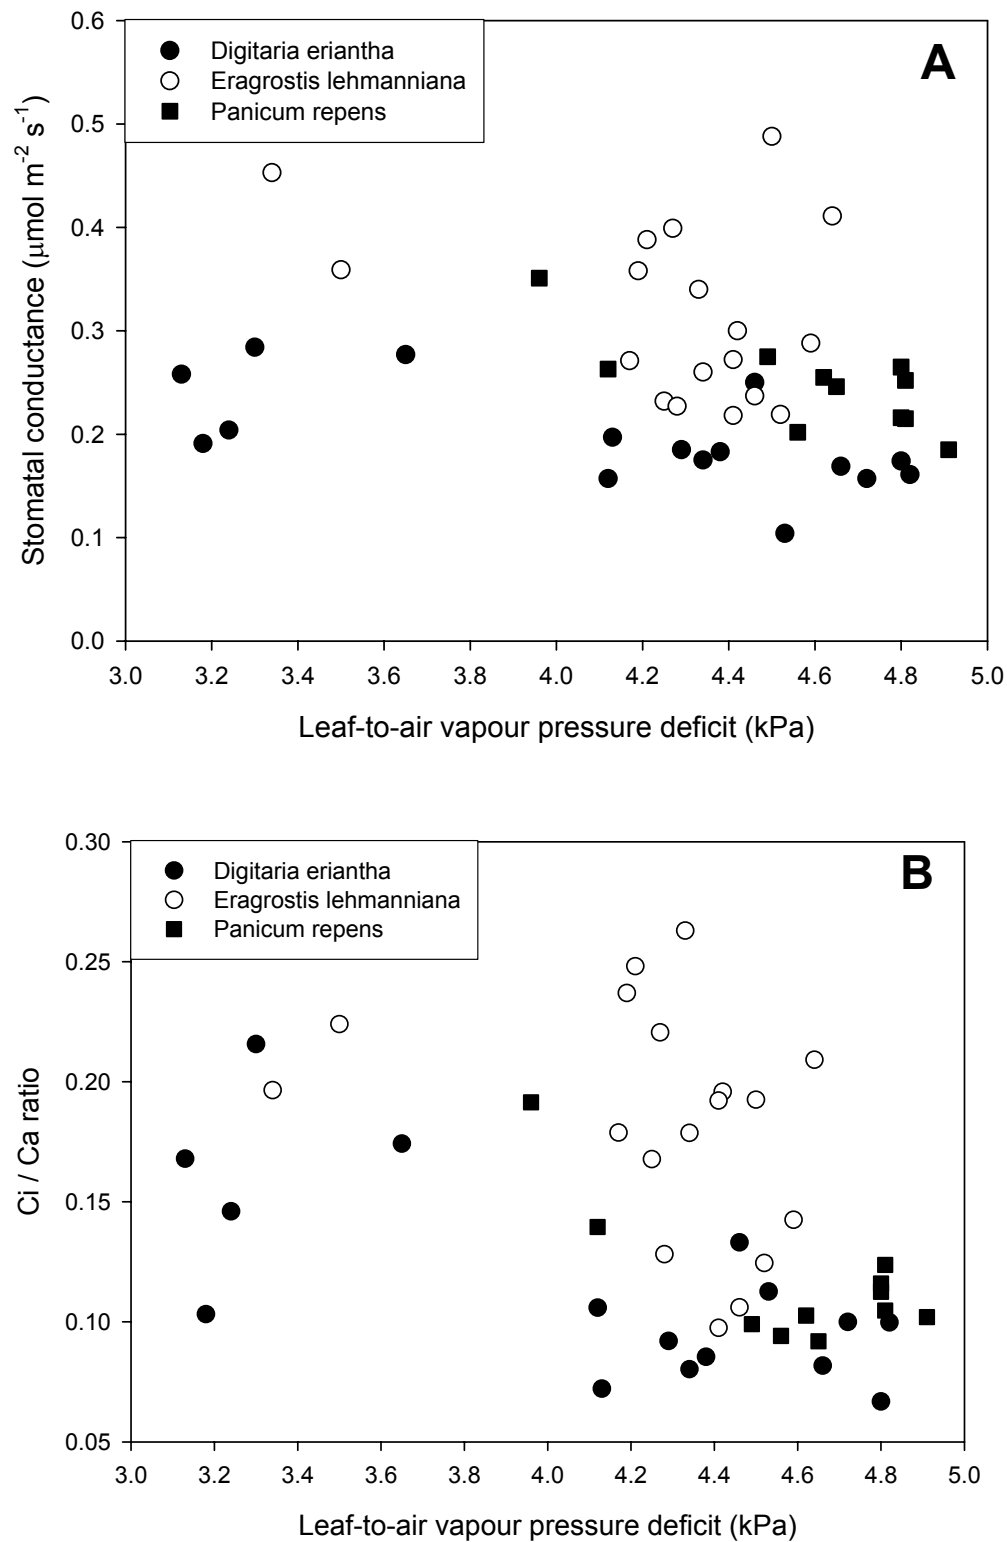 A
Digitaria eriantha
Eragrostis lehmanniana
Panicum repens
Stomatal conductance (μmol m⁻² s⁻¹)
0.6
0.5
0.4
0.3
0.2
0.1
0.0
3.0 3.2 3.4 3.6 3.8 4.0 4.2 4.4 4.6 4.8 5.0
Leaf-to-air vapour pressure deficit (kPa)
B
Digitaria eriantha
Eragrostis lehmanniana
Panicum repens
Ci / Ca ratio
0.30
0.25
0.20
0.15
0.10
0.05
3.0 3.2 3.4 3.6 3.8 4.0 4.2 4.4 4.6 4.8 5.0
Leaf-to-air vapour pressure deficit (kPa)